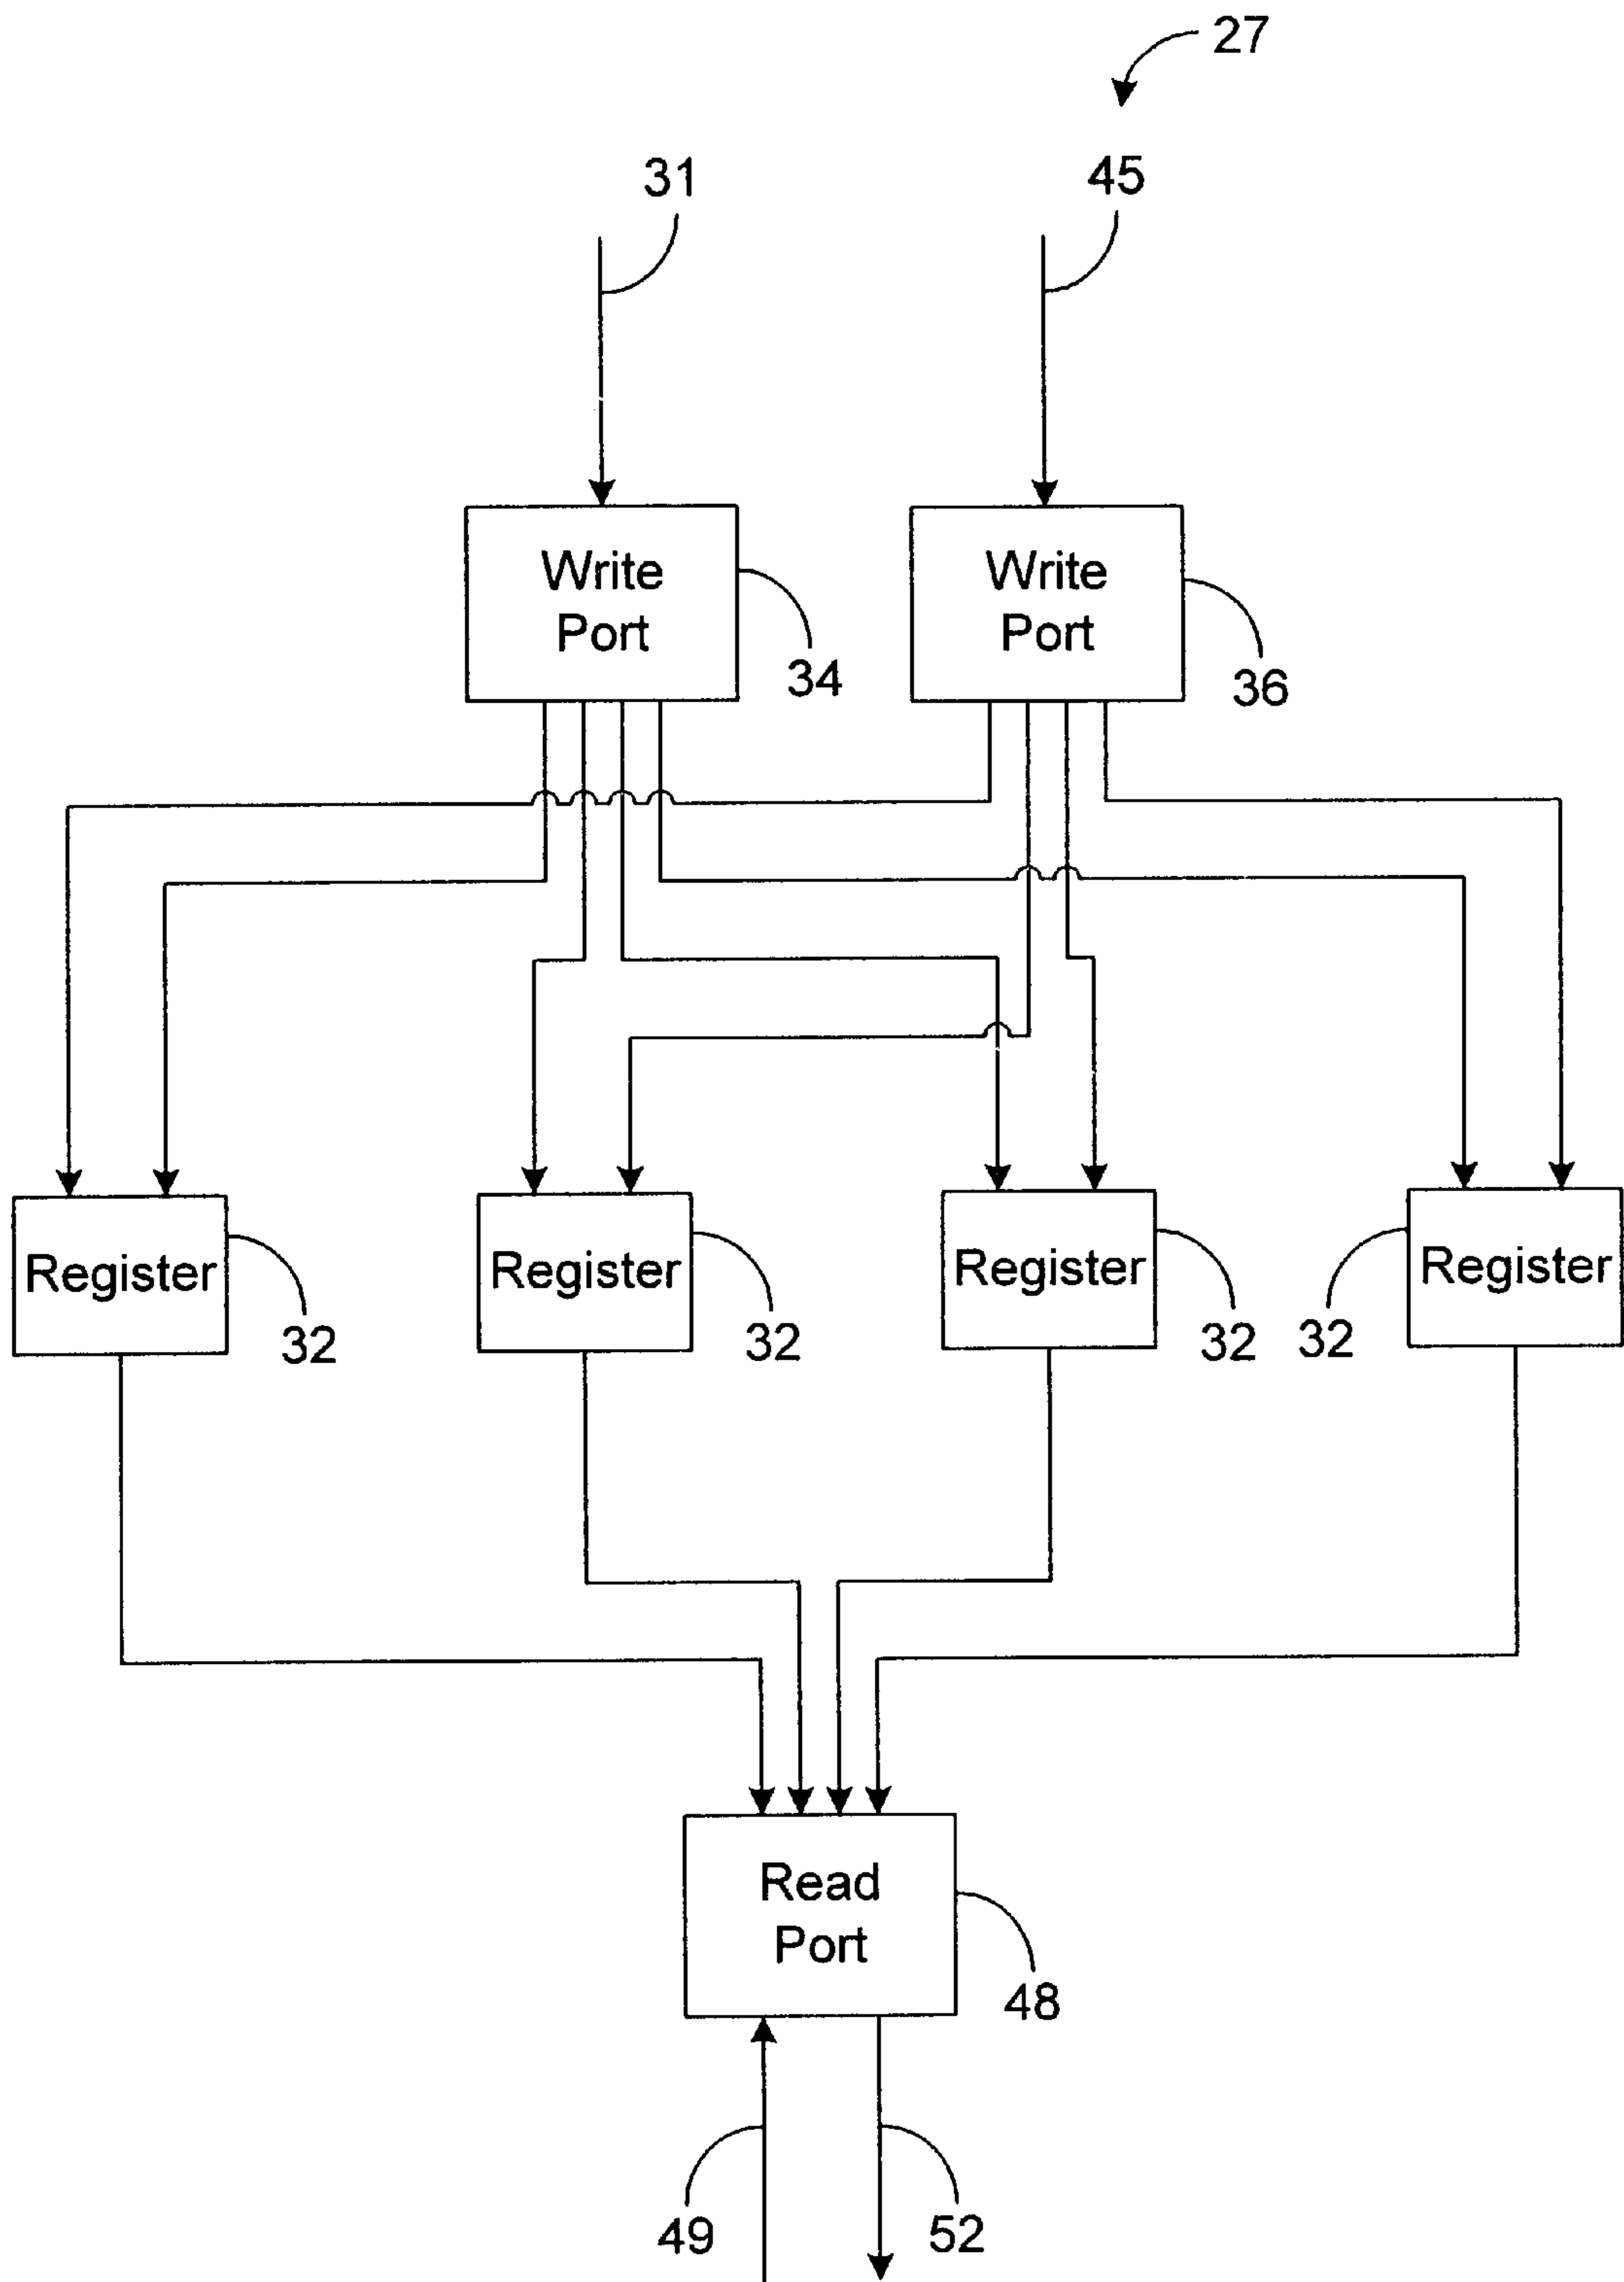 27
31
45
Write
Port
34
Write
Port
36
Register
32
Register
32
Register
32
32
Register
Read
Port
48
49
52